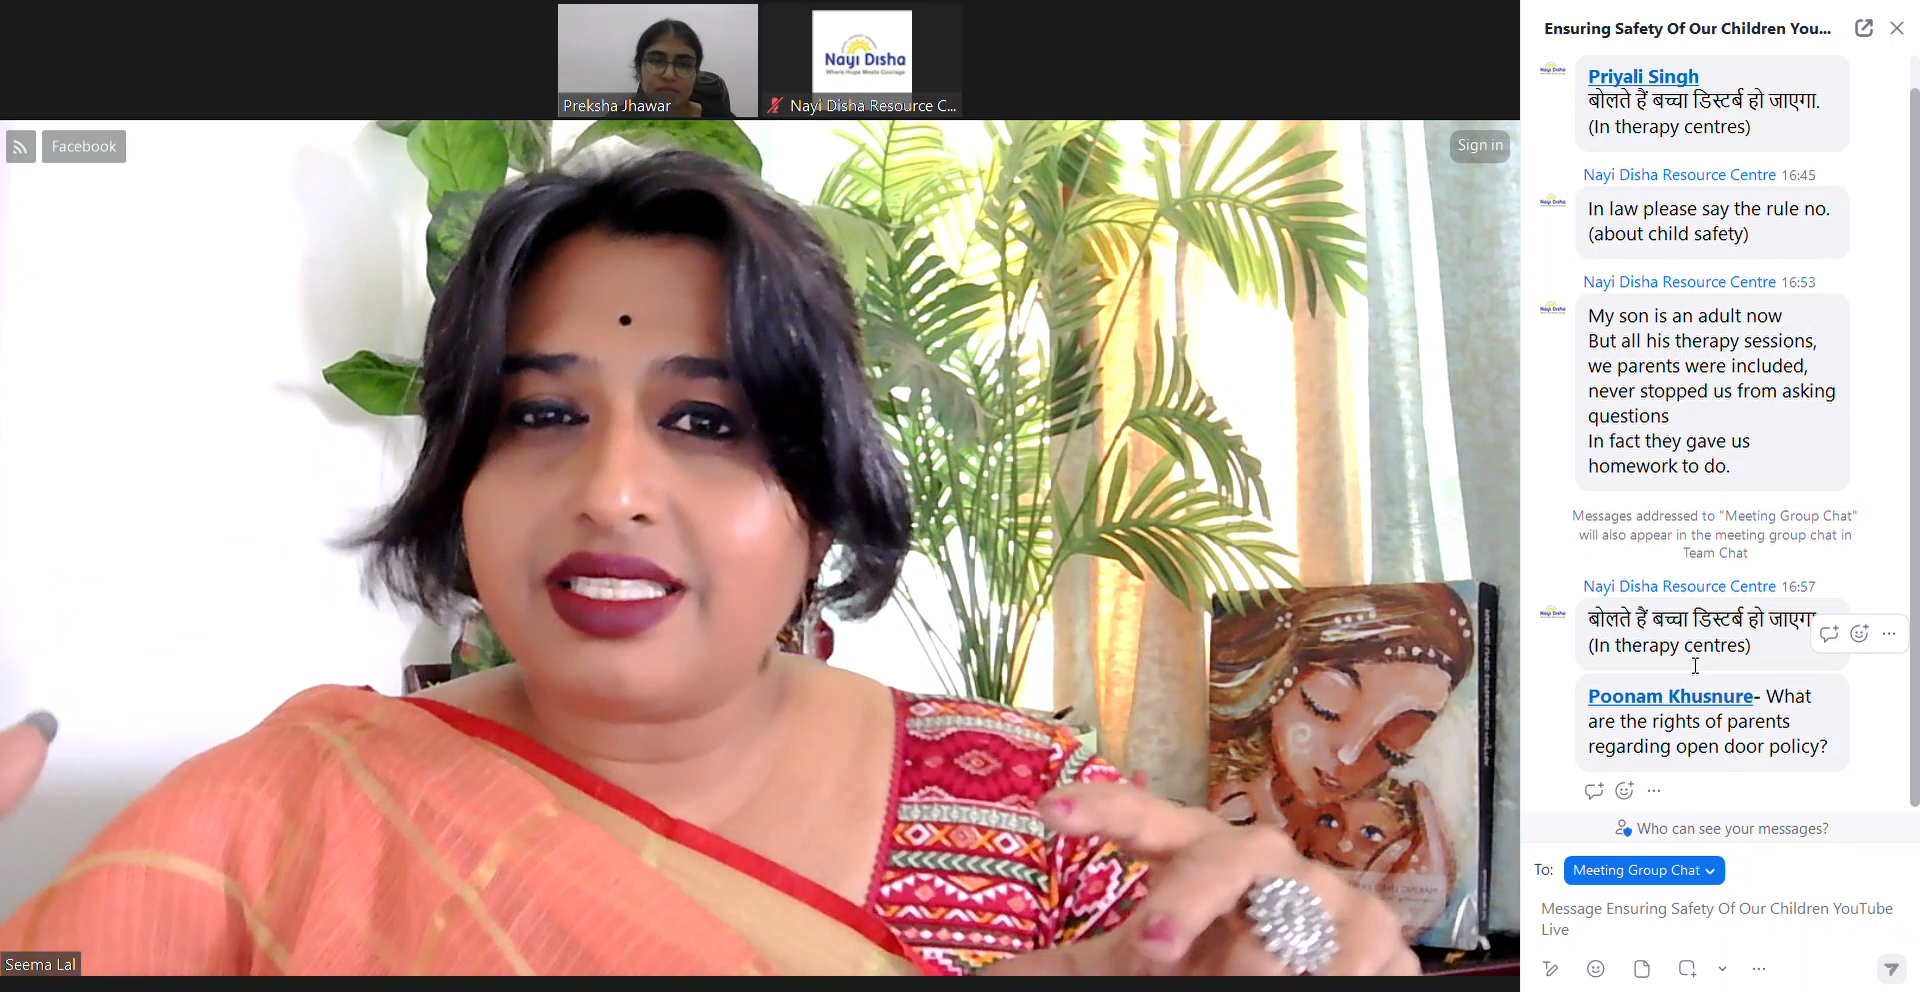 Preksha Jhawar
Nayi Disha
Where Hope Meets Courage
Nayi Disha Resource C...
Facebook
Sign in
Seema Lal
Ensuring Safety Of Our Children You...
Priyali Singh
बोलते हैं बच्चा डिस्टर्ब हो जाएगा.
(In therapy centres)
Nayi Disha Resource Centre 16:45
In law please say the rule no.
(about child safety)
Nayi Disha Resource Centre 16:53
My son is an adult now
But all his therapy sessions,
we parents were included,
never stopped us from asking
questions
In fact they gave us
homework to do.
Messages addressed to "Meeting Group Chat"
will also appear in the meeting group chat in
Team Chat
Nayi Disha Resource Centre 16:57
बोलते हैं बच्चा डिस्टर्ब हो जाएगा
(In therapy centres)
Poonam Khusnure- What
are the rights of parents
regarding open door policy?
Who can see your messages?
To: Meeting Group Chat
Message Ensuring Safety Of Our Children YouTube
Live